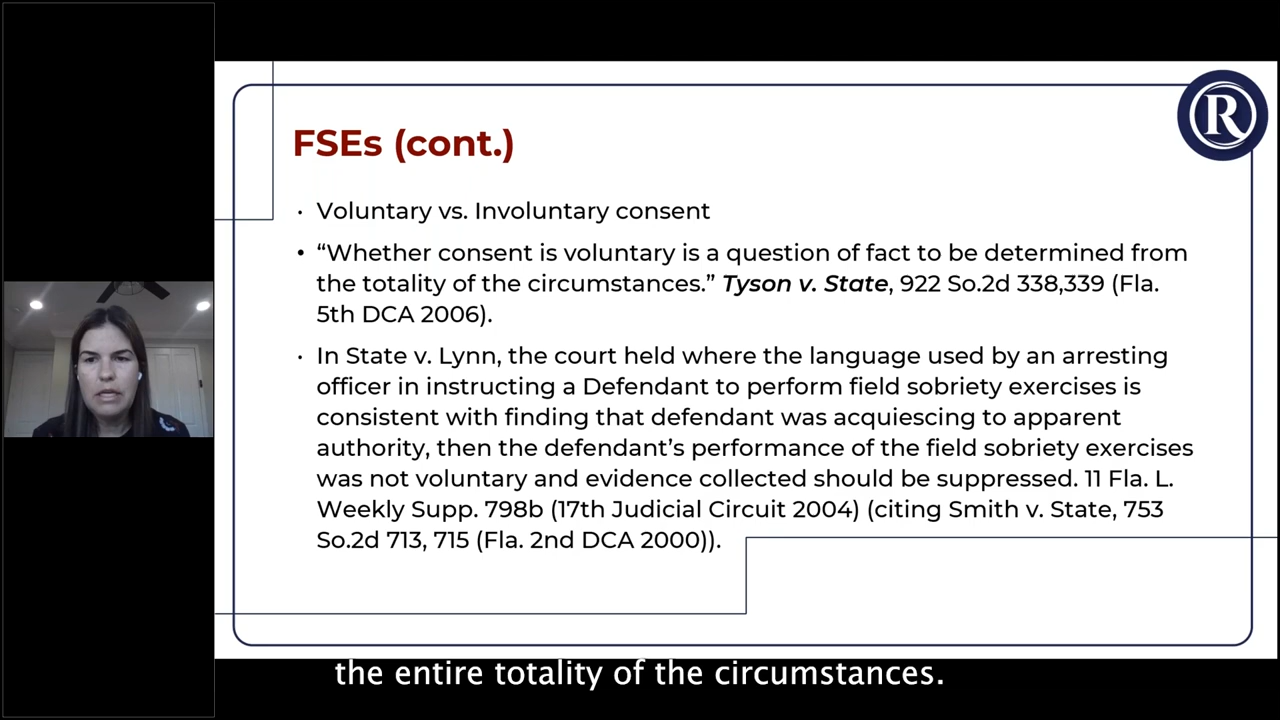 R
FSEs (cont.)
• Voluntary vs. Involuntary consent
• “Whether consent is voluntary is a question of fact to be determined from
the totality of the circumstances.” Tyson v. State, 922 So.2d 338,339 (Fla.
5th DCA 2006).
• In State v. Lynn, the court held where the language used by an arresting
officer in instructing a Defendant to perform field sobriety exercises is
consistent with finding that defendant was acquiescing to apparent
authority, then the defendant’s performance of the field sobriety exercises
was not voluntary and evidence collected should be suppressed. 11 Fla. L.
Weekly Supp. 798b (17th Judicial Circuit 2004) (citing Smith v. State, 753
So.2d 713, 715 (Fla. 2nd DCA 2000)).
the entire totality of the circumstances.